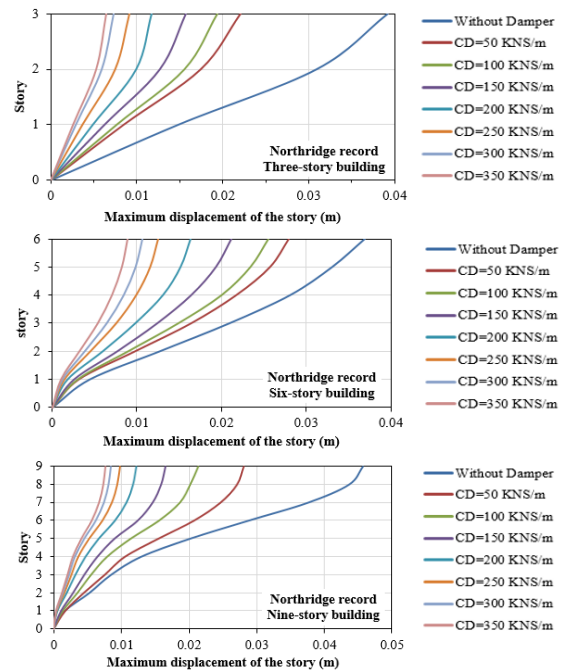 3
2
1
0
Story
0
0.01
0.02
0.03
0.04
Maximum displacement of the story (m)
Northridge record
Three-story building
Without Damper
CD=50 KNS/m
CD=100 KNS/m
CD=150 KNS/m
CD=200 KNS/m
CD=250 KNS/m
CD=300 KNS/m
CD=350 KNS/m
6
5
4
3
2
1
0
story
0
0.01
0.02
0.03
0.04
Maximum displacement of the story (m)
Northridge record
Six-story building
Without Damper
CD=50 KNS/m
CD=100 KNS/m
CD=150 KNS/m
CD=200 KNS/m
CD=250 KNS/m
CD=300 KNS/m
CD=350 KNS/m
9
8
7
6
5
4
3
2
1
0
Story
0
0.01
0.02
0.03
0.04
0.05
Maximum displacement of the story (m)
Northridge record
Nine-story building
Without Damper
CD=50 KNS/m
CD=100 KNS/m
CD=150 KNS/m
CD=200 KNS/m
CD=250 KNS/m
CD=300 KNS/m
CD=350 KNS/m